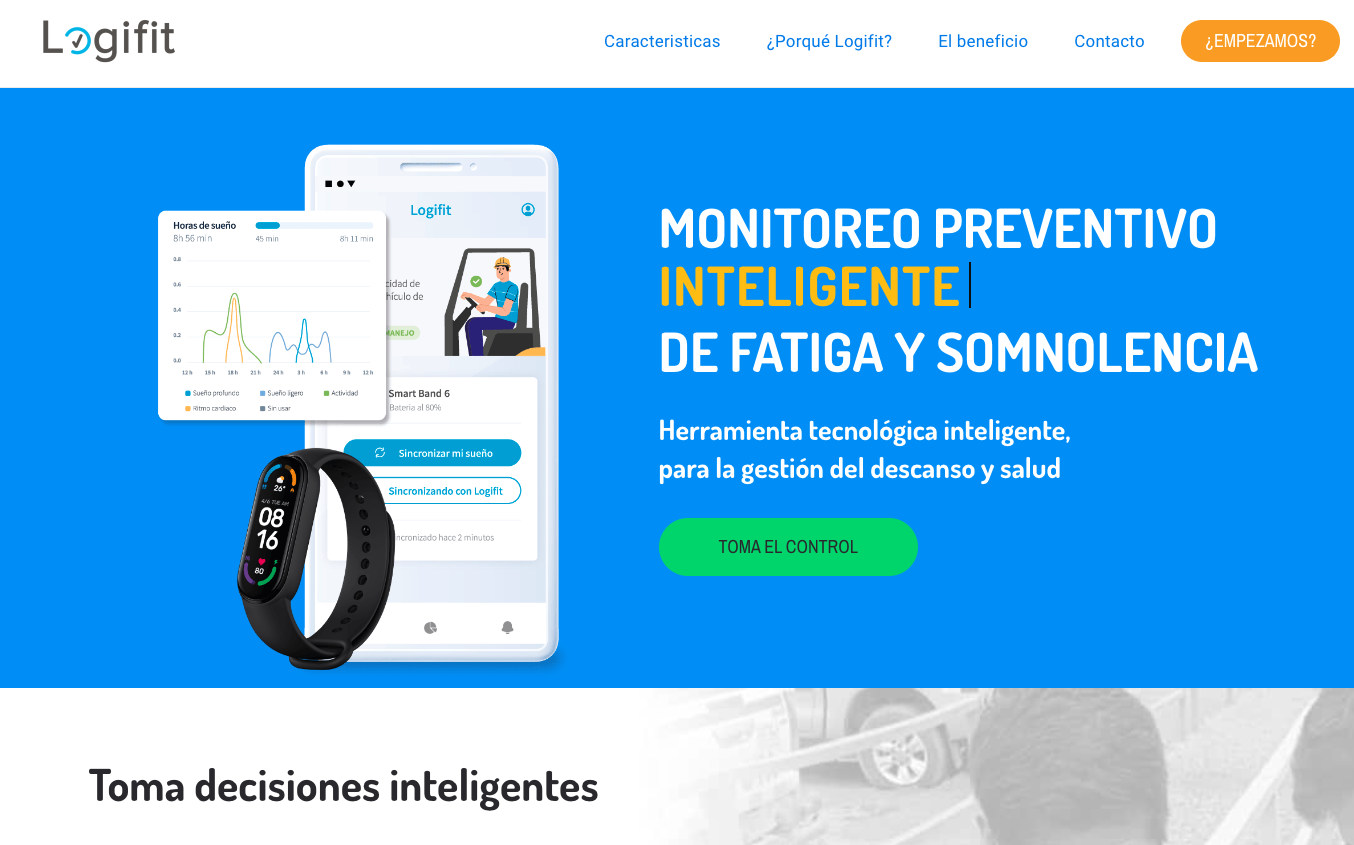 Logifit
Caracteristicas
¿Porqué Logifit?
El beneficio
Contacto
¿EMPEZAMOS?
Logifit
Horas de sueño
8h 56 min
45 min
8h 11 min
0.8
0.6
0.4
0.2
0.0
12 h 15 h 18 h 21 h 24 h 3 h 6 h 9 h 12 h
Sueño profundo
Sueño ligero
Actividad
Ritmo cardiaco
Sin usar
cidad de
hículo de
MANEJO
Smart Band 6
Bateria al 80%
Sincronizar mi sueño
Sincronizando con Logifit
ncronizado hace 2 minutos
26°
08
16
80
MONITOREO PREVENTIVO
INTELIGENTE
DE FATIGA Y SOMNOLENCIA
Herramienta tecnológica inteligente,
para la gestión del descanso y salud
TOMA EL CONTROL
Toma decisiones inteligentes